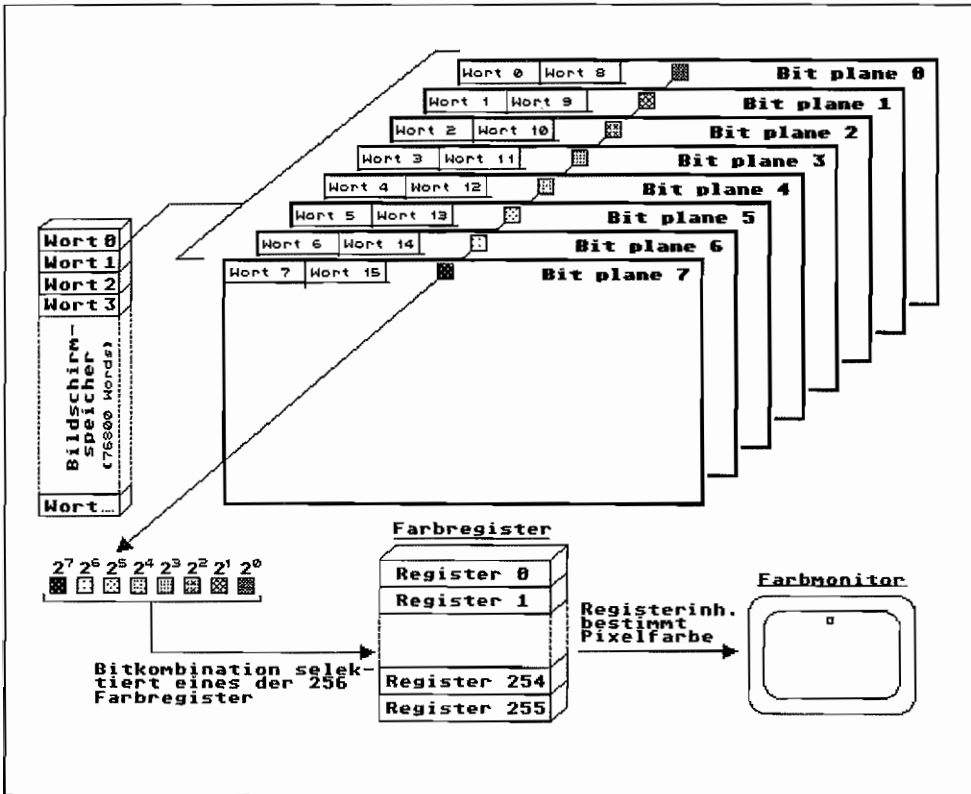 Wort 0 Wort 8 Bit plane 0
Wort 1 Wort 9 Bit plane 1
Wort 2 Wort 10 Bit plane 2
Wort 3 Wort 11 Bit plane 3
Wort 4 Wort 12 Bit plane 4
Wort 5 Wort 13 Bit plane 5
Wort 6 Wort 14 Bit plane 6
Wort 7 Wort 15 Bit plane 7
Wort 0
Wort 1
Wort 2
Wort 3
Bildschirm-
speicher
(76800 Words)
Wort...
2⁷ 2⁶ 2⁵ 2⁴ 2³ 2² 2¹ 2⁰
Bitkombination selek-
tiert eines der 256
Farbregister
Farbregister
Register 0
Register 1
Register 254
Register 255
Registerinh.
bestimmt
Pixelfarbe
Farbmonitor